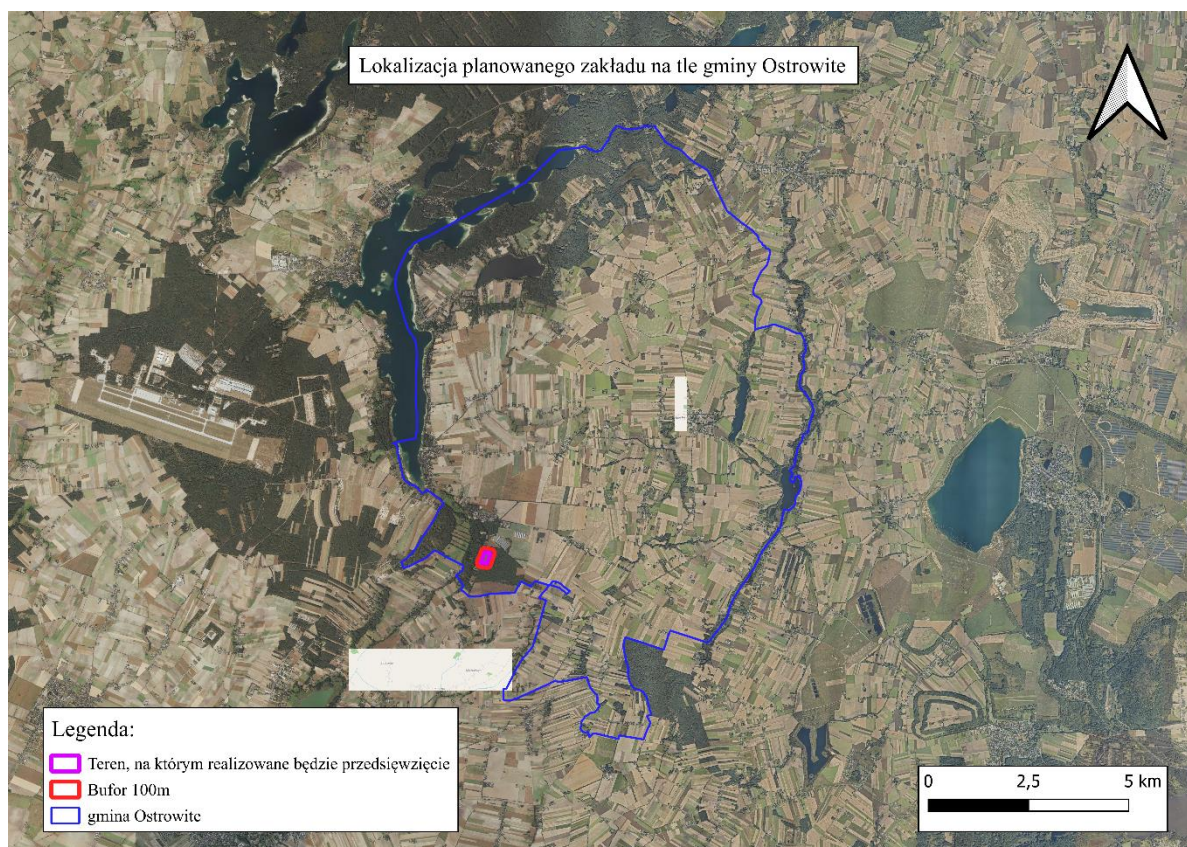 Lokalizacja planowanego zakładu na tle gminy Ostrowite
Legenda:
Teren, na którym realizowane będzie przedsięwzięcie
Bufor 100m
gmina Ostrowite
0 2,5 5 km